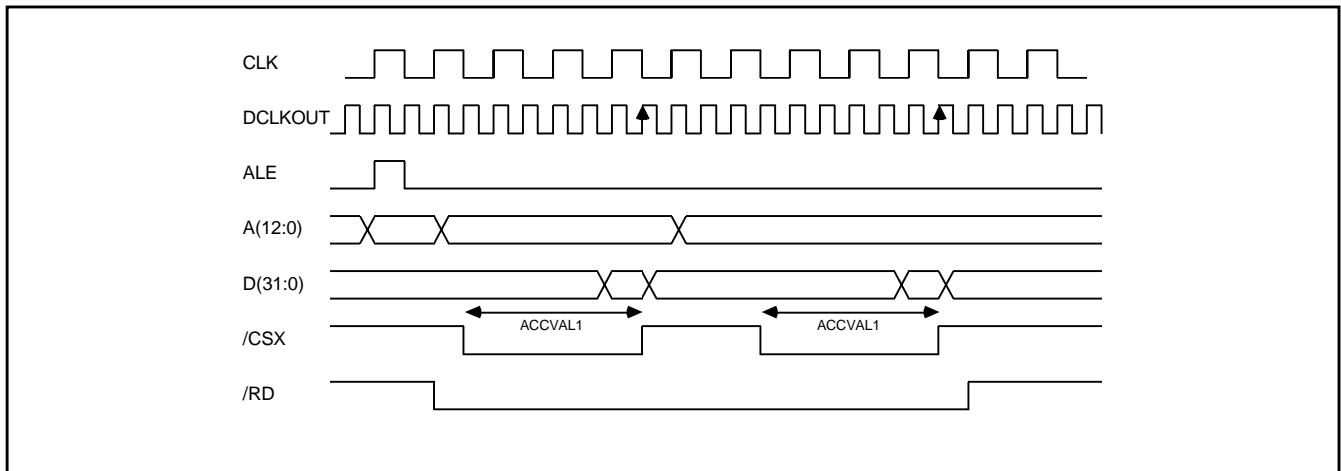 CLK
DCLKOUT
ALE
A(12:0)
D(31:0)
ACCVAL1 ACCVAL1
/CSX
/RD